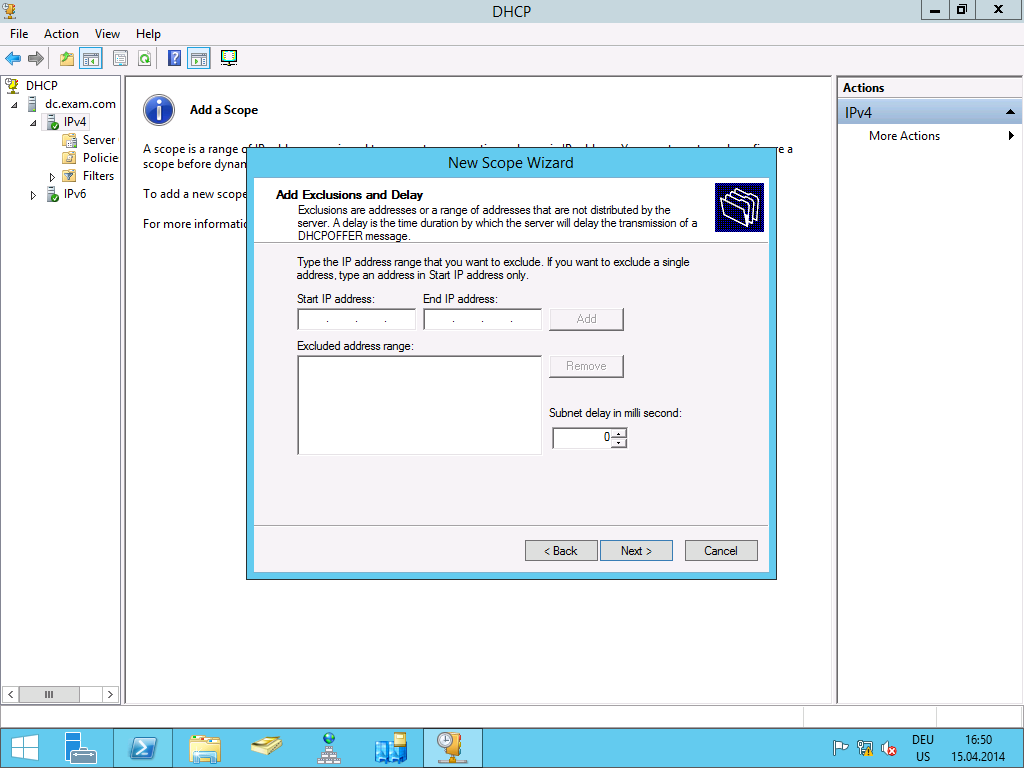 DHCP
File Action View Help
DHCP
dc.exam.com
IPv4
Server
Policie
Filters
IPv6
Add a Scope
A scope is a range of
scope before dynam
To add a new scope
For more informatio
New Scope Wizard
Add Exclusions and Delay
Exclusions are addresses or a range of addresses that are not distributed by the
server. A delay is the time duration by which the server will delay the transmission of a
DHCPOFFER message.
Type the IP address range that you want to exclude. If you want to exclude a single
address, type an address in Start IP address only.
Start IP address: End IP address:
Add
Excluded address range:
Remove
Subnet delay in milli second:
0
< Back Next > Cancel
Actions
IPv4
More Actions
DEU 16:50
US 15.04.2014